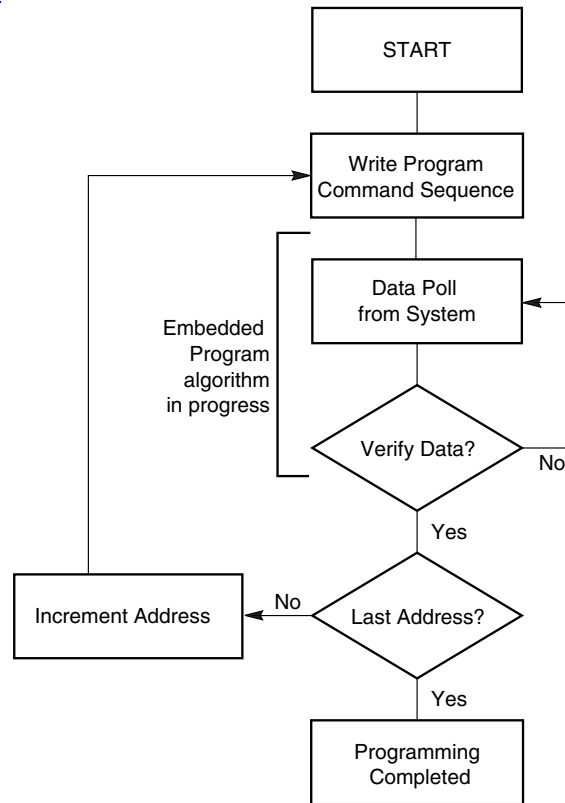 START
Write Program
Command Sequence
Data Poll
from System
Embedded
Program
algorithm
in progress
Verify Data?
No
Yes
Last Address?
No
Increment Address
Yes
Programming
Completed